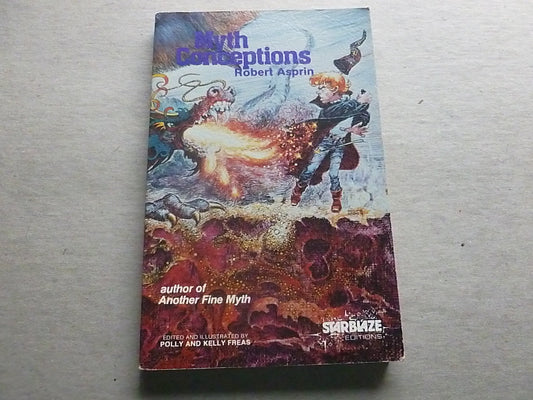 Myth
Conceptions
Robert Asprin
author of
Another Fine Myth
EDITED AND ILLUSTRATED BY
POLLY AND KELLY FREAS
STARBLAZE
EDITIONS